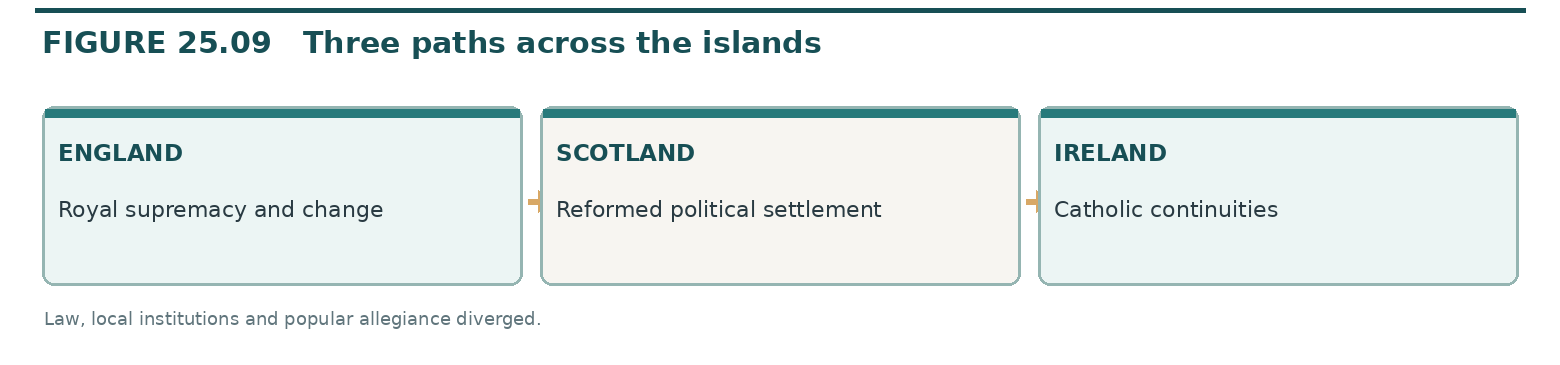 FIGURE 25.09 Three paths across the islands
ENGLAND
Royal supremacy and change
SCOTLAND
Reformed political settlement
IRELAND
Catholic continuities
Law, local institutions and popular allegiance diverged.